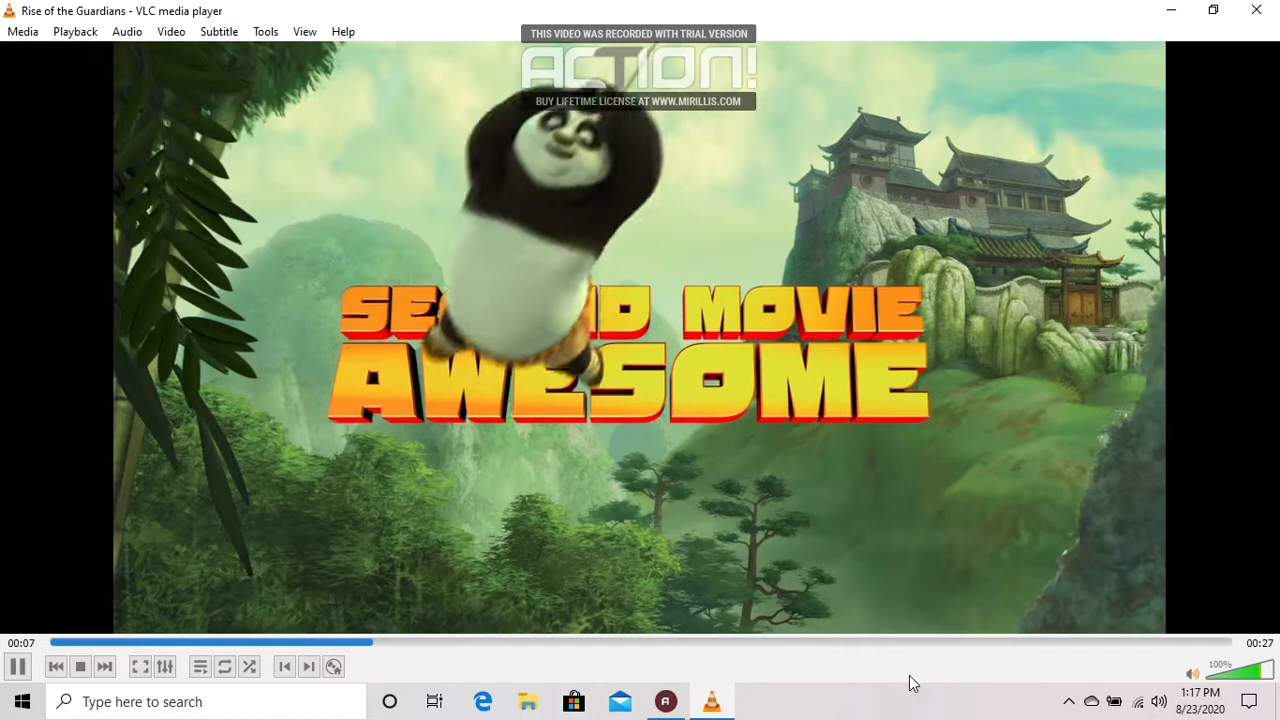 Rise of the Guardians - VLC media player
Media Playback Audio Video Subtitle Tools View Help
THIS VIDEO WAS RECORDED WITH TRIAL VERSION
ACTION!
BUY LIFETIME LICENSE AT WWW.MIRILLIS.COM
MOVIE
AWESOME
00:07
00:27
100%
Type here to search
1:17 PM
8/23/2020